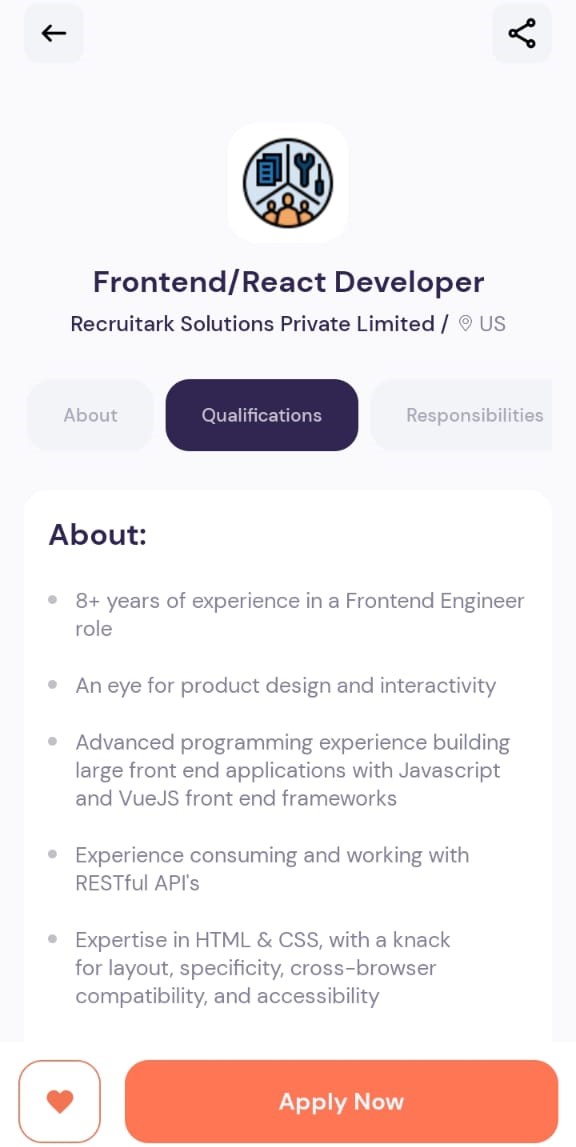 Frontend/React Developer
Recruitark Solutions Private Limited / US
About
Qualifications
Responsibilities
About:
8+ years of experience in a Frontend Engineer
role
An eye for product design and interactivity
Advanced programming experience building
large front end applications with Javascript
and VueJS front end frameworks
Experience consuming and working with
RESTful API's
Expertise in HTML & CSS, with a knack
for layout, specificity, cross-browser
compatibility, and accessibility
Apply Now